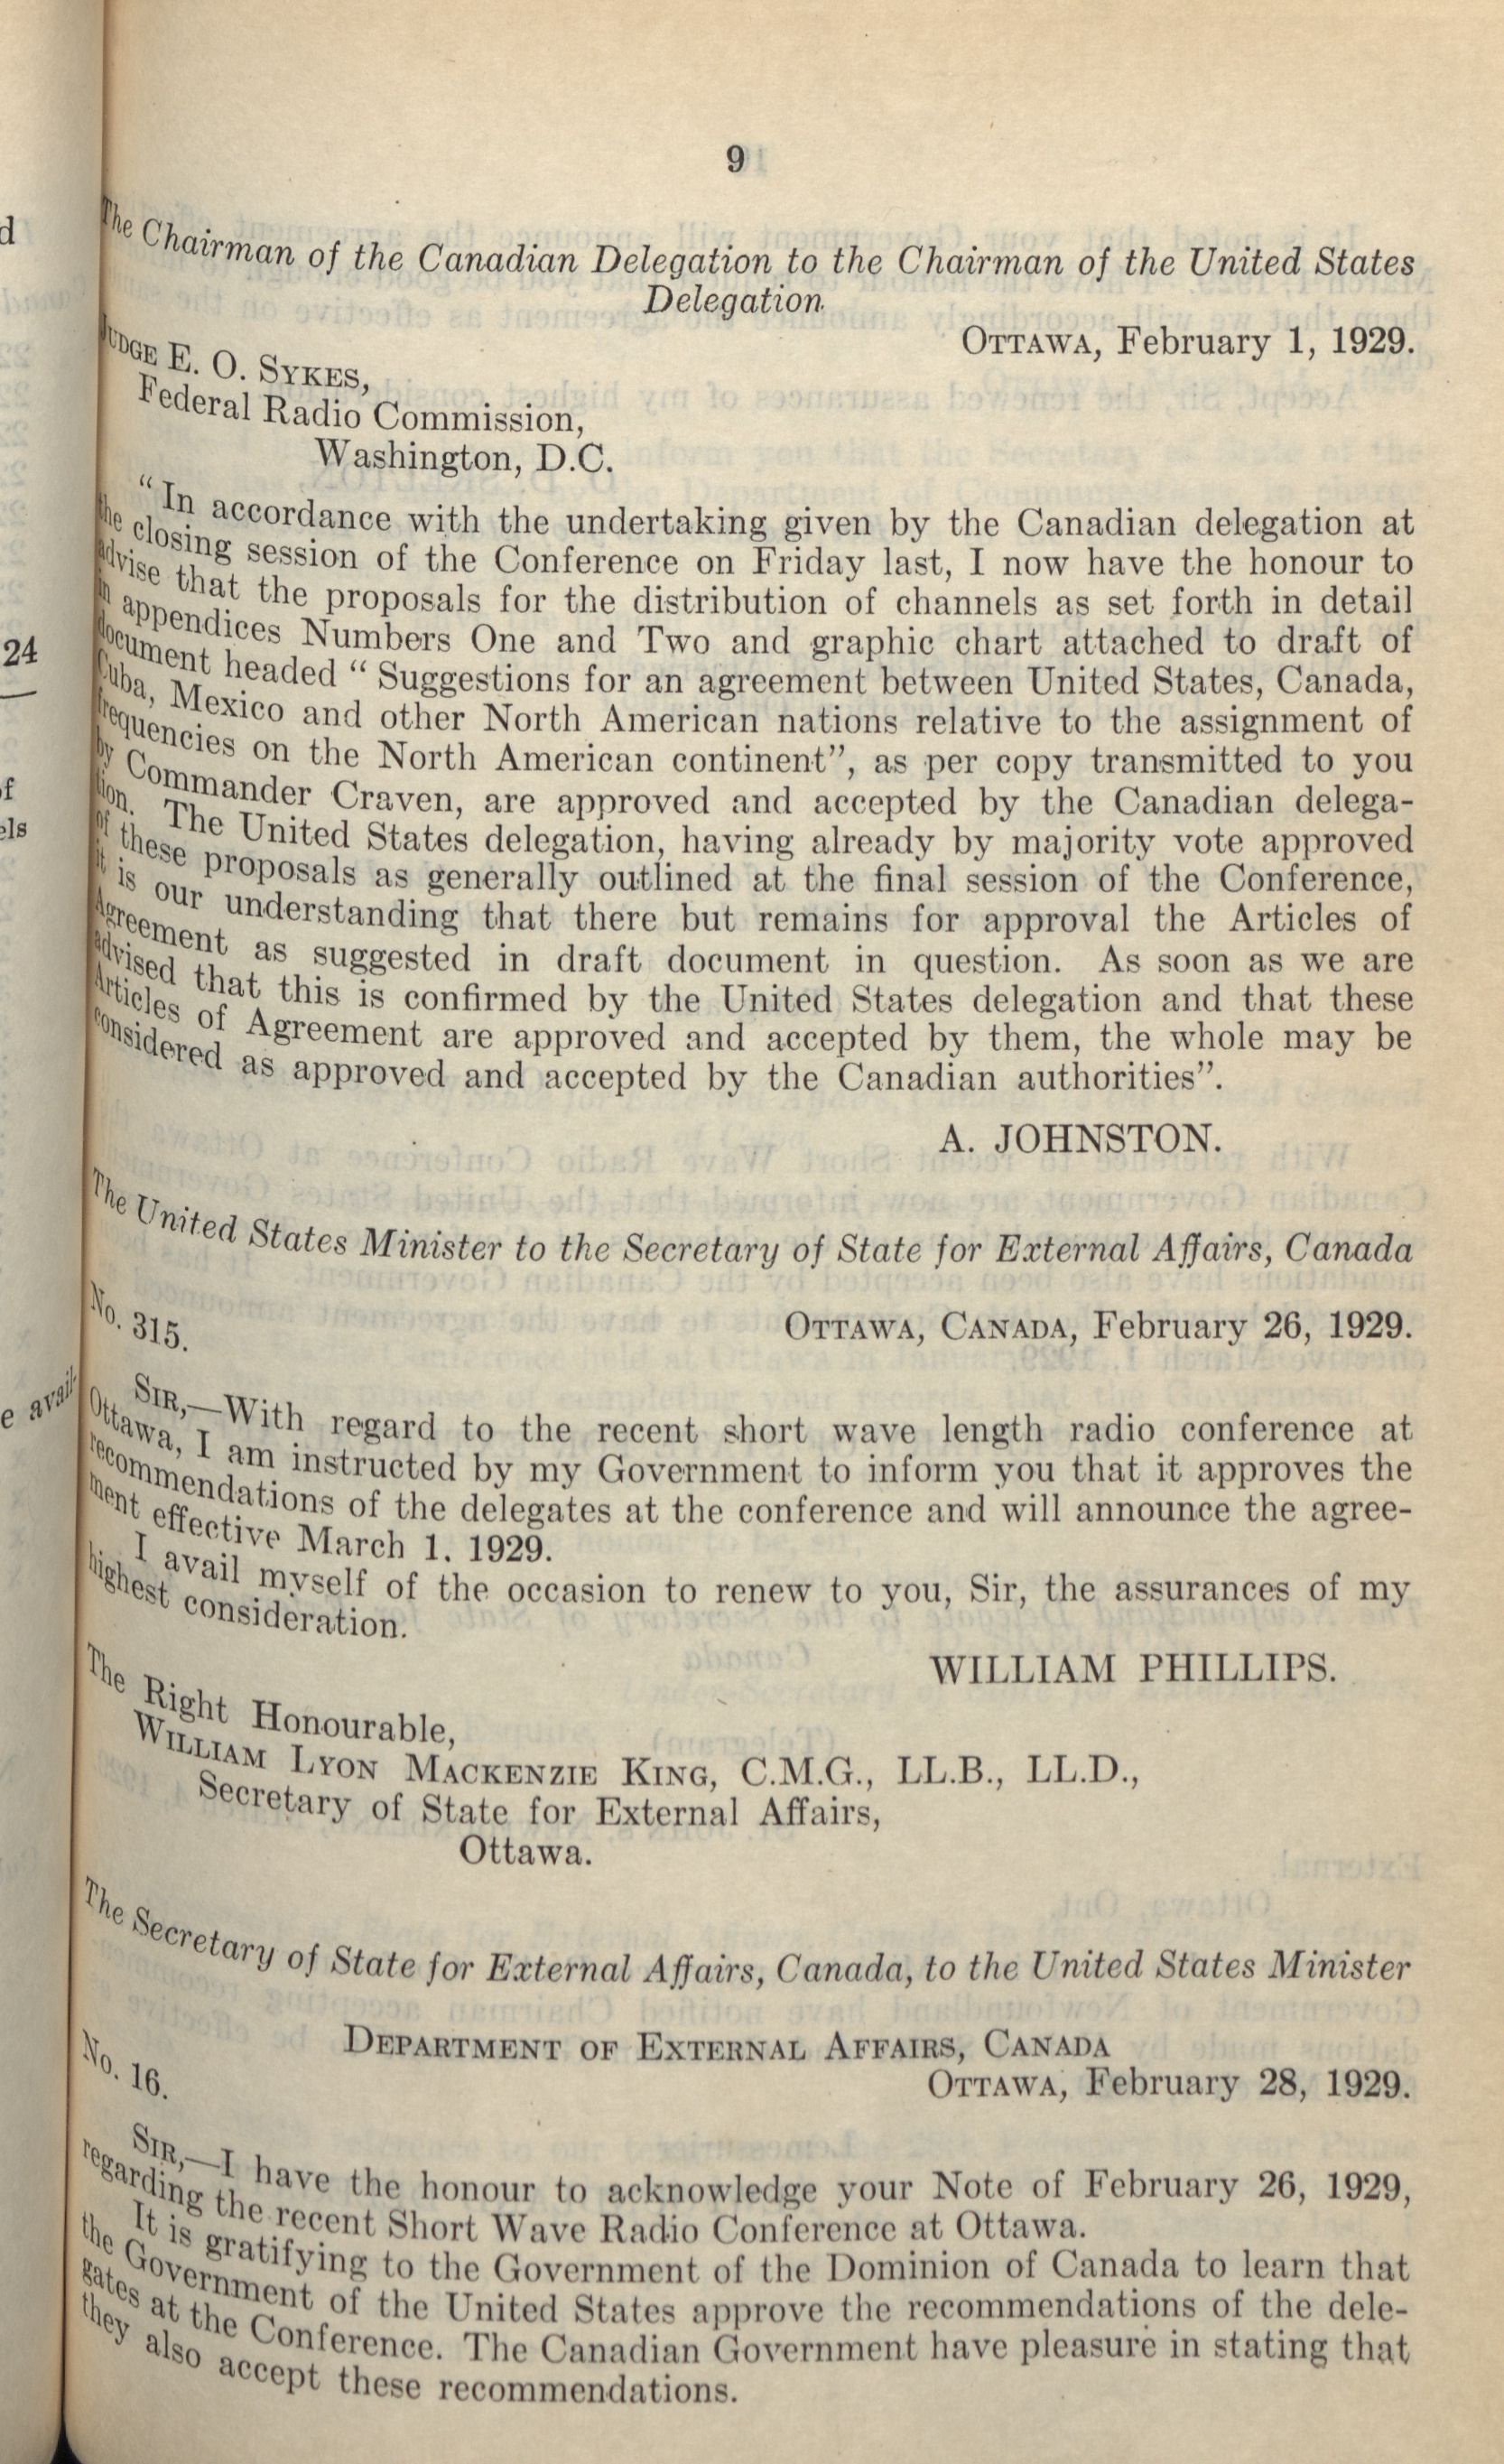 9
The Chairman of the Canadian Delegation to the Chairman of the United States
Delegation.
OTTAWA, February 1, 1929.
JUDGE E. O. SYKES,
Federal Radio Commission,
Washington, D.C.
"In accordance with the undertaking given by the Canadian delegation at
the closing session of the Conference on Friday last, I now have the honour to
advise that the proposals for the distribution of channels as set forth in detail
in appendices Numbers One and Two and graphic chart attached to draft of
document headed " Suggestions for an agreement between United States, Canada,
Cuba, Mexico and other North American nations relative to the assignment of
frequencies on the North American continent", as per copy transmitted to you
by Commander Craven, are approved and accepted by the Canadian delega-
tion. The United States delegation, having already by majority vote approved
of these proposals as generally outlined at the final session of the Conference,
it is our understanding that there but remains for approval the Articles of
Agreement as suggested in draft document in question. As soon as we are
advised that this is confirmed by the United States delegation and that these
Articles of Agreement are approved and accepted by them, the whole may be
considered as approved and accepted by the Canadian authorities".
A. JOHNSTON.
The United States Minister to the Secretary of State for External Affairs, Canada
No. 315.
OTTAWA, CANADA, February 26, 1929.
SIR,—With regard to the recent short wave length radio conference at
Ottawa, I am instructed by my Government to inform you that it approves the
recommendations of the delegates at the conference and will announce the agree-
ment effective March 1. 1929.
I avail myself of the occasion to renew to you, Sir, the assurances of my
highest consideration.
WILLIAM PHILLIPS.
The Right Honourable,
WILLIAM LYON MACKENZIE KING, C.M.G., LL.B., LL.D.,
Secretary of State for External Affairs,
Ottawa.
The Secretary of State for External Affairs, Canada, to the United States Minister
DEPARTMENT OF EXTERNAL AFFAIRS, CANADA
No. 16.
OTTAWA, February 28, 1929.
SIR,—I have the honour to acknowledge your Note of February 26, 1929,
regarding the recent Short Wave Radio Conference at Ottawa.
It is gratifying to the Government of the Dominion of Canada to learn that
the Government of the United States approve the recommendations of the dele-
gates at the Conference. The Canadian Government have pleasure in stating that
they also accept these recommendations.